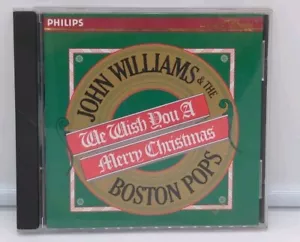 PHILIPS
JOHN WILLIAMS & THE
We Wish You A
Merry Christmas
BOSTON POPS